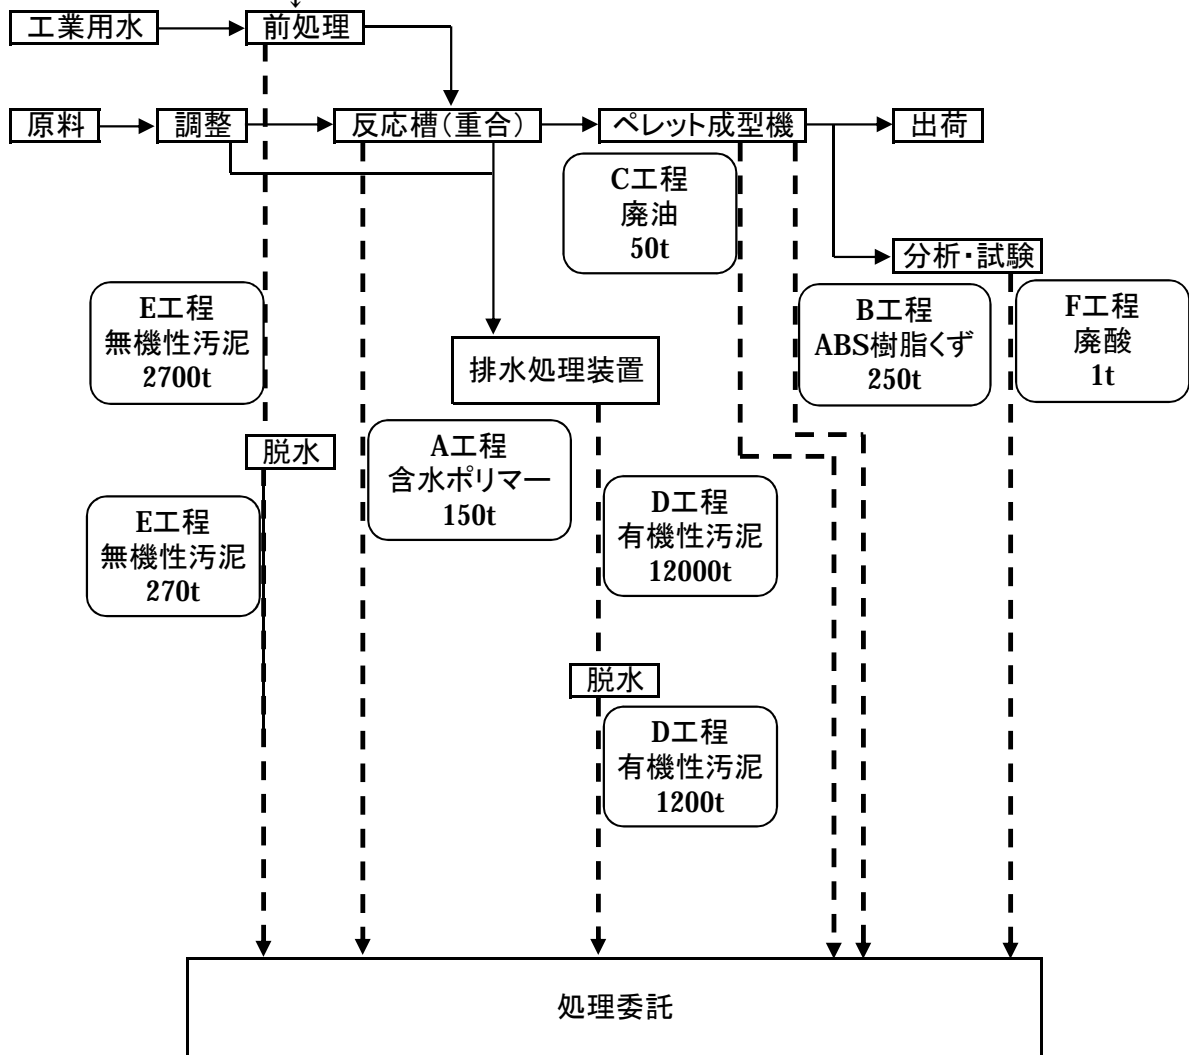 工業用水
前処理
原料
調整
反応槽(重合)
ペレット成型機
出荷
C工程
廃油
50t
分析・試験
E工程
無機性汚泥
2700t
B工程
ABS樹脂くず
250t
F工程
廃酸
1t
排水処理装置
脱水
A工程
含水ポリマー
150t
D工程
有機性汚泥
12000t
E工程
無機性汚泥
270t
脱水
D工程
有機性汚泥
1200t
処理委託